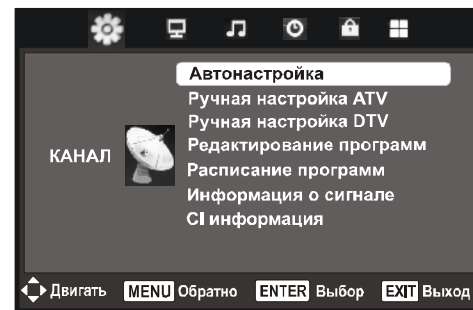 Автонастройка
Ручная настройка ATV
Ручная настройка DTV
Редактирование программ
КАНАЛ
Расписание программ
Информация о сигнале
CI информация
Двигать MENU Обратно ENTER Выбор EXIT Выход